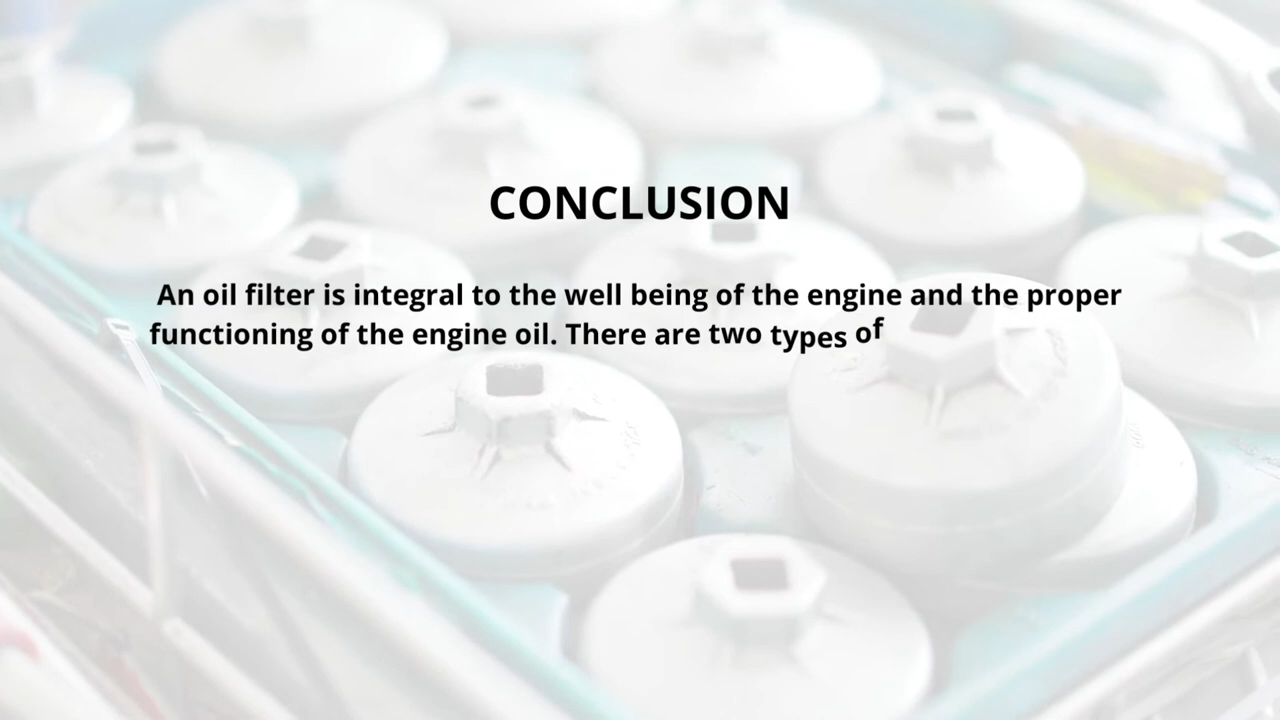 CONCLUSION
An oil filter is integral to the well being of the engine and the proper
functioning of the engine oil. There are two types of